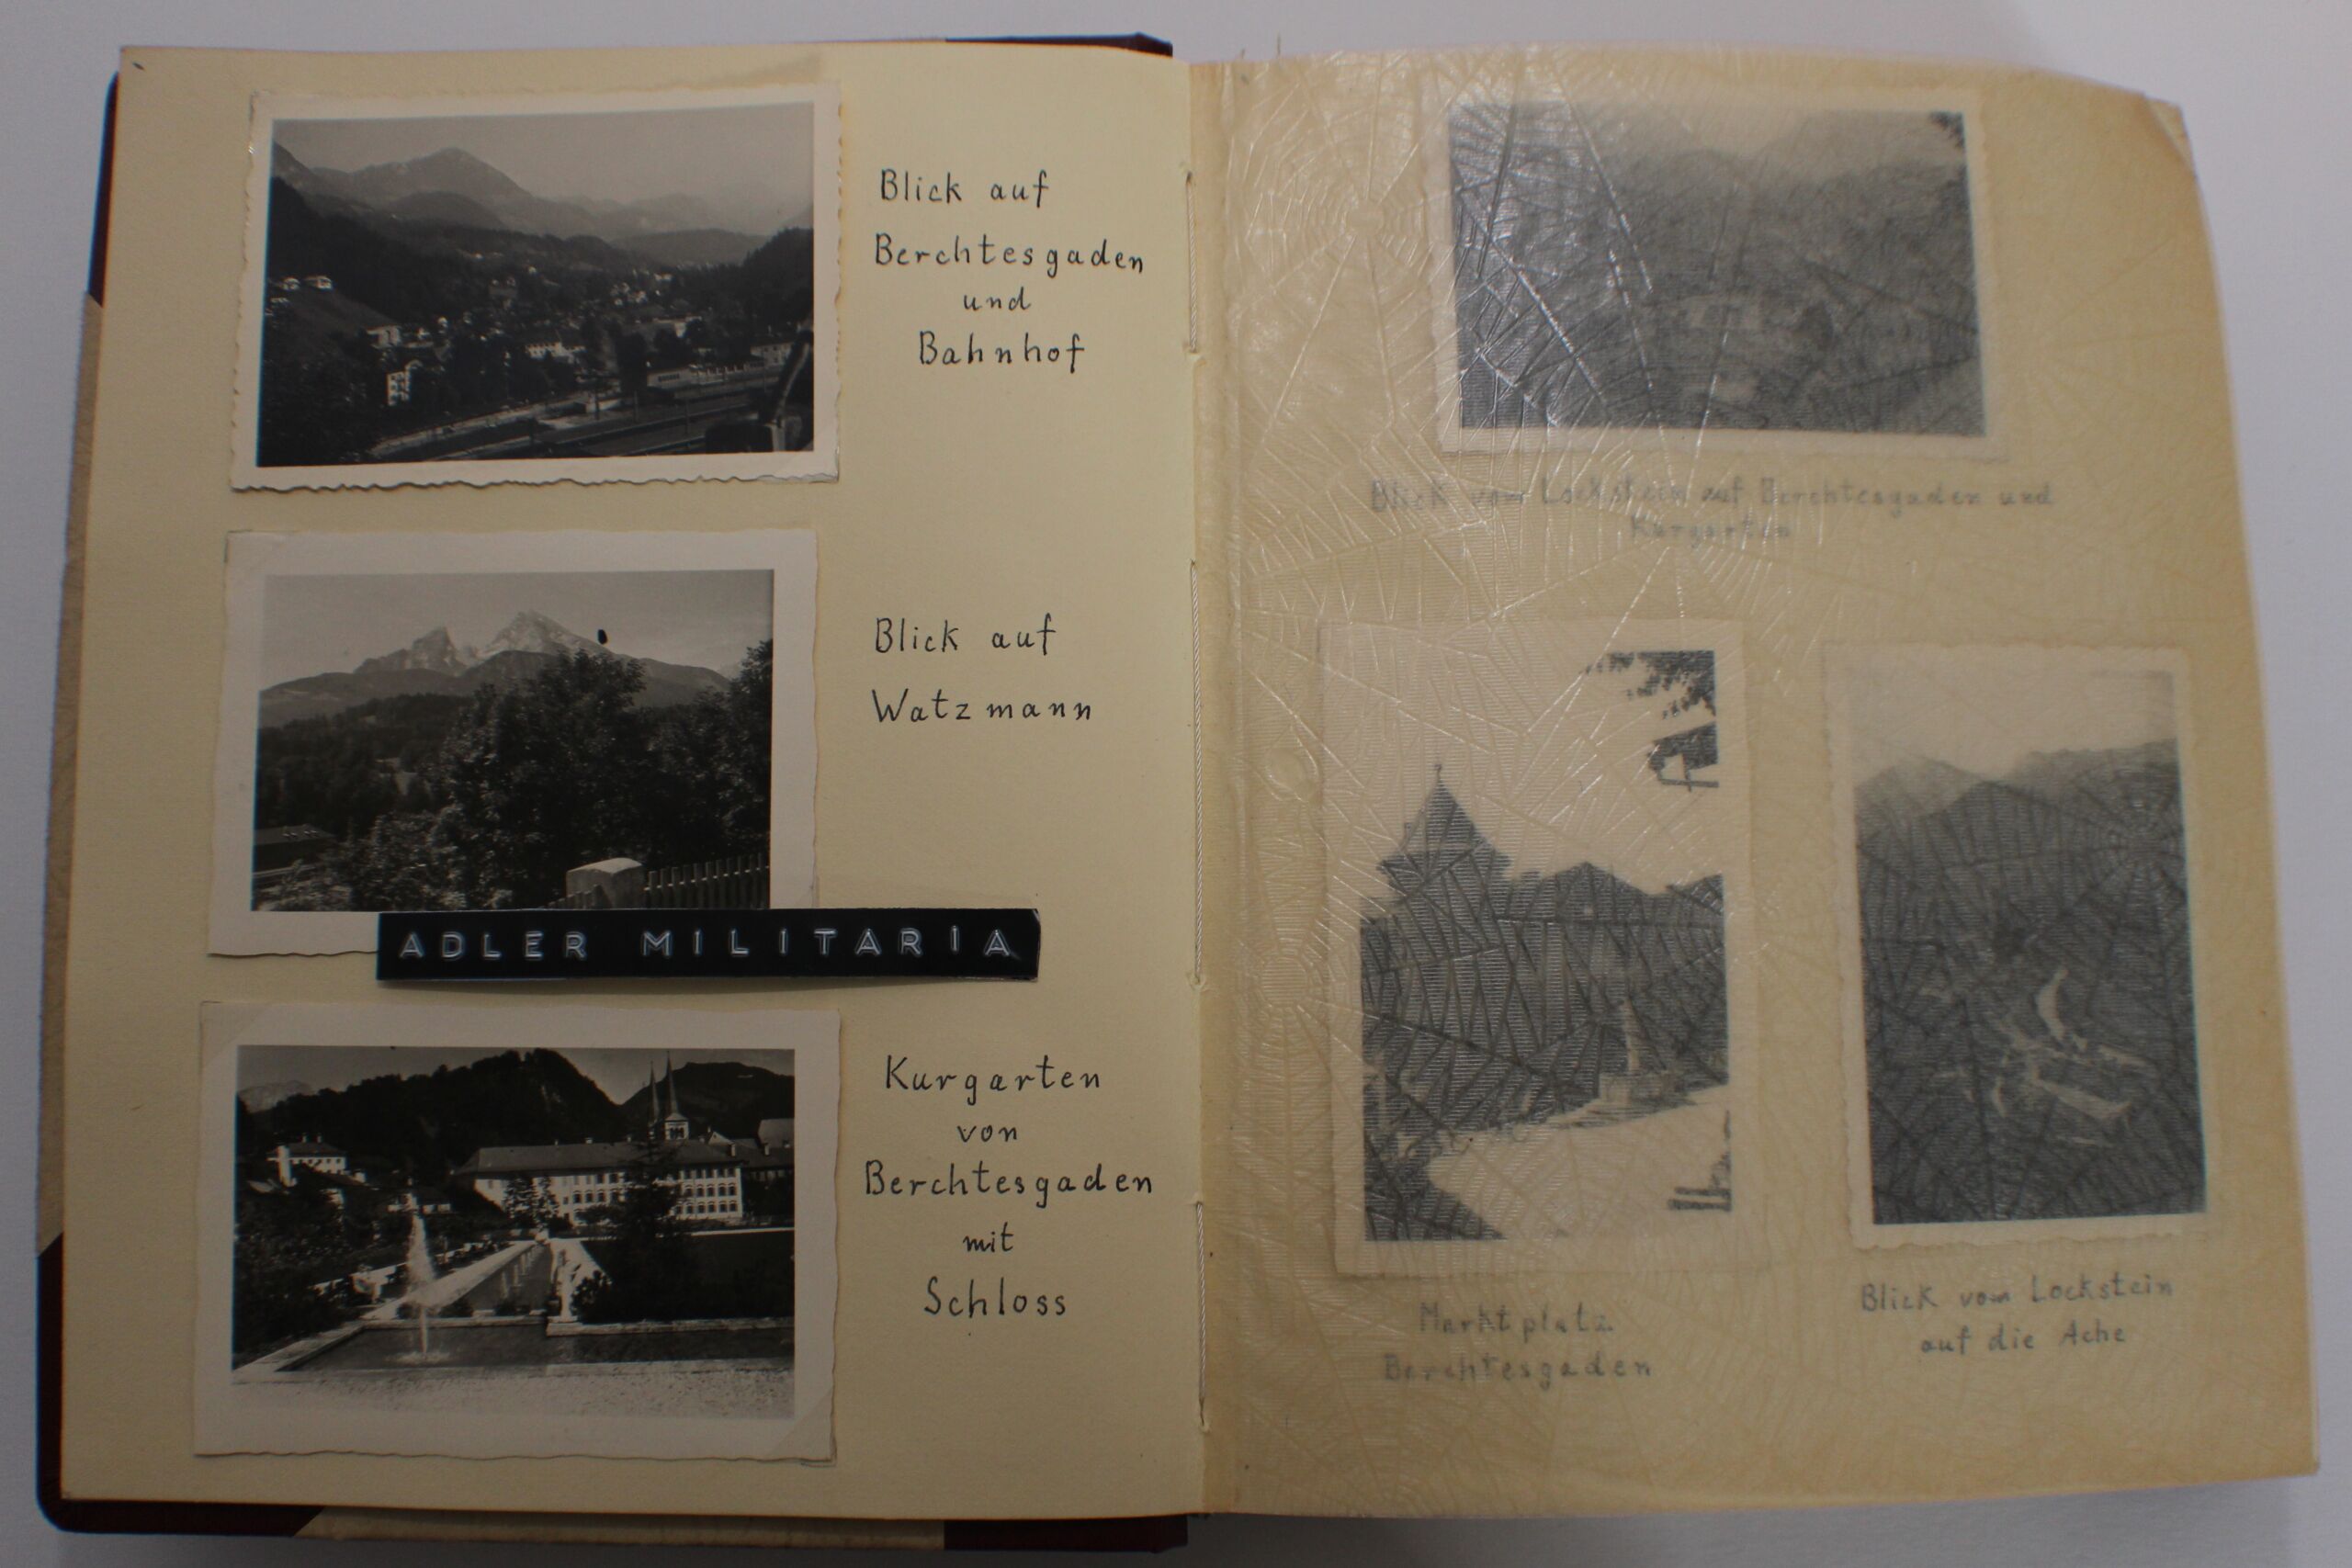 Blick auf
Berchtesgaden
und
Bahnhof
Blick auf
Watzmann
ADLER MILITARIA
Kurgarten
von
Berchtesgaden
mit
Schloss
Blick vom Lockstein auf Berchtesgaden und
Kurgarten
Marktplatz
Berchtesgaden
Blick vom Lockstein
auf die Ache